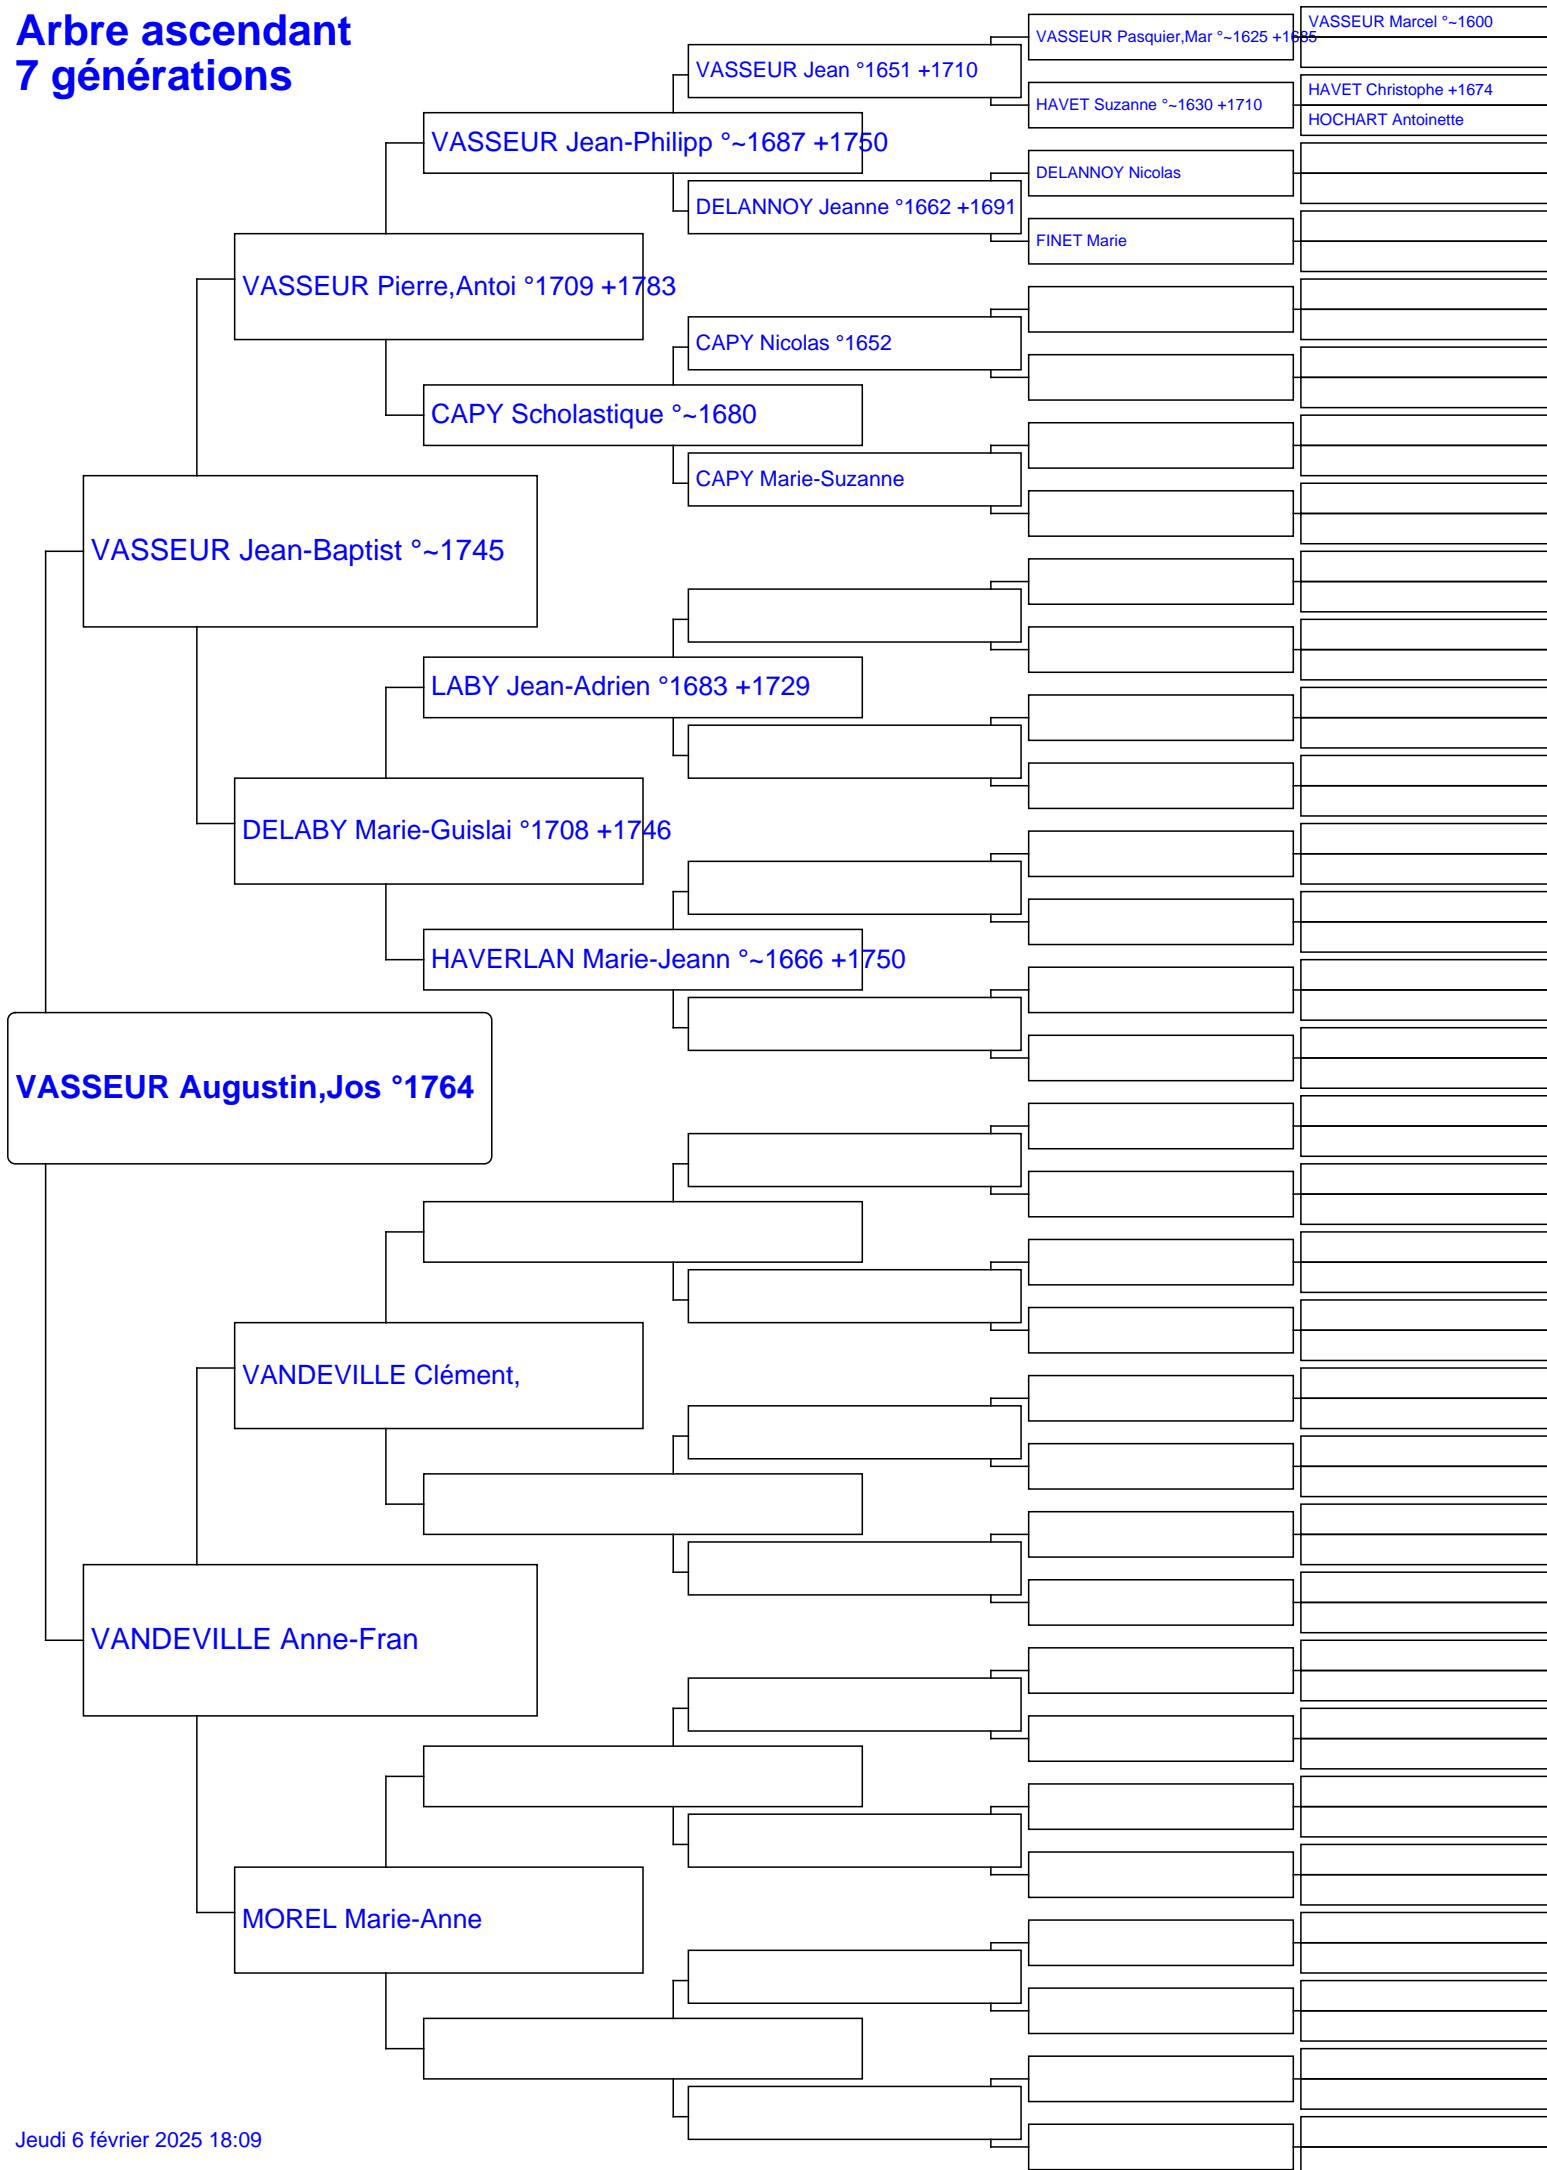 Arbre ascendant
7 générations
VASSEUR Marcel °~1600
VASSEUR Pasquier,Mar °~1625 +1685
VASSEUR Jean °1651 +1710
HAVET Christophe +1674
HAVET Suzanne °~1630 +1710
HOCHART Antoinette
VASSEUR Jean-Philipp °~1687 +1750
DELANNOY Nicolas
DELANNOY Jeanne °1662 +1691
FINET Marie
VASSEUR Pierre,Antoi °1709 +1783
CAPY Nicolas °1652
CAPY Scholastique °~1680
CAPY Marie-Suzanne
VASSEUR Jean-Baptist °~1745
LABY Jean-Adrien °1683 +1729
DELABY Marie-Guislai °1708 +1746
HAVERLAN Marie-Jeann °~1666 +1750
VASSEUR Augustin,Jos °1764
VANDEVILLE Clément,
VANDEVILLE Anne-Fran
MOREL Marie-Anne
Jeudi 6 février 2025 18:09